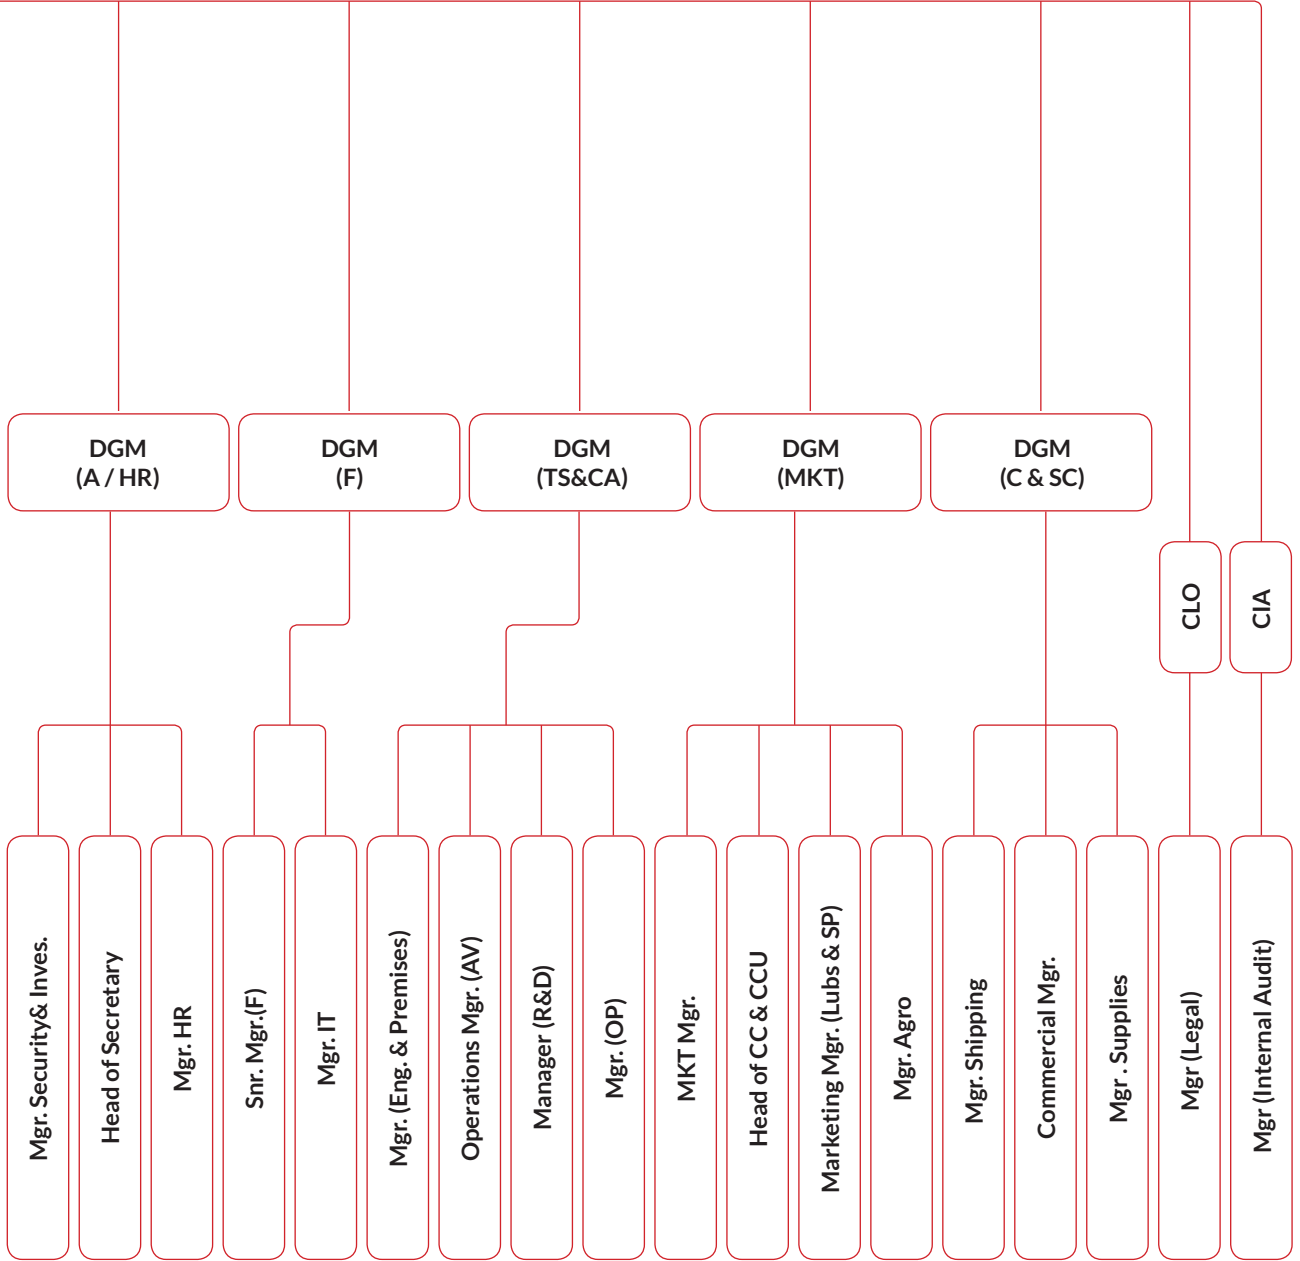 DGM
(A / HR)
DGM
(F)
DGM
(TS&CA)
DGM
(MKT)
DGM
(C & SC)
CLO
CIA
Mgr. Security& Inves.
Head of Secretary
Mgr. HR
Snr. Mgr.(F)
Mgr. IT
Mgr. (Eng. & Premises)
Operations Mgr. (AV)
Manager (R&D)
Mgr. (OP)
MKT Mgr.
Head of CC & CCU
Marketing Mgr. (Lubs & SP)
Mgr. Agro
Mgr. Shipping
Commercial Mgr.
Mgr . Supplies
Mgr (Legal)
Mgr (Internal Audit)